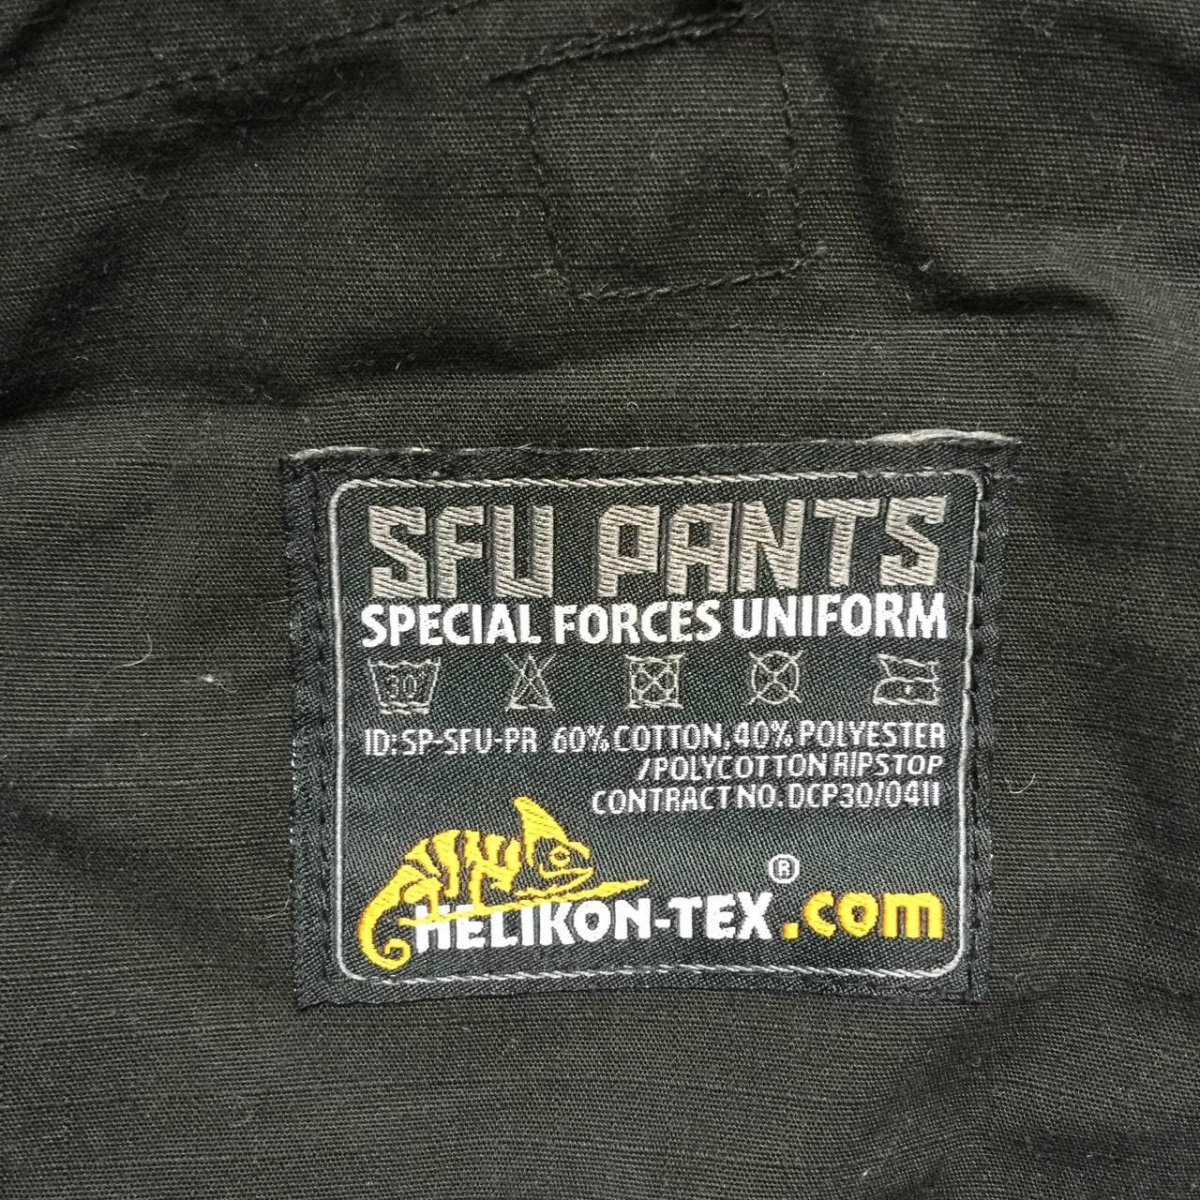 SFU PANTS
SPECIAL FORCES UNIFORM
30
ID:SP-SFU-PR 60% COTTON, 40% POLYESTER
/POLYCOTTON RIPSTOP
CONTRACT NO. DCP30/0411
HELIKON-TEX®.com